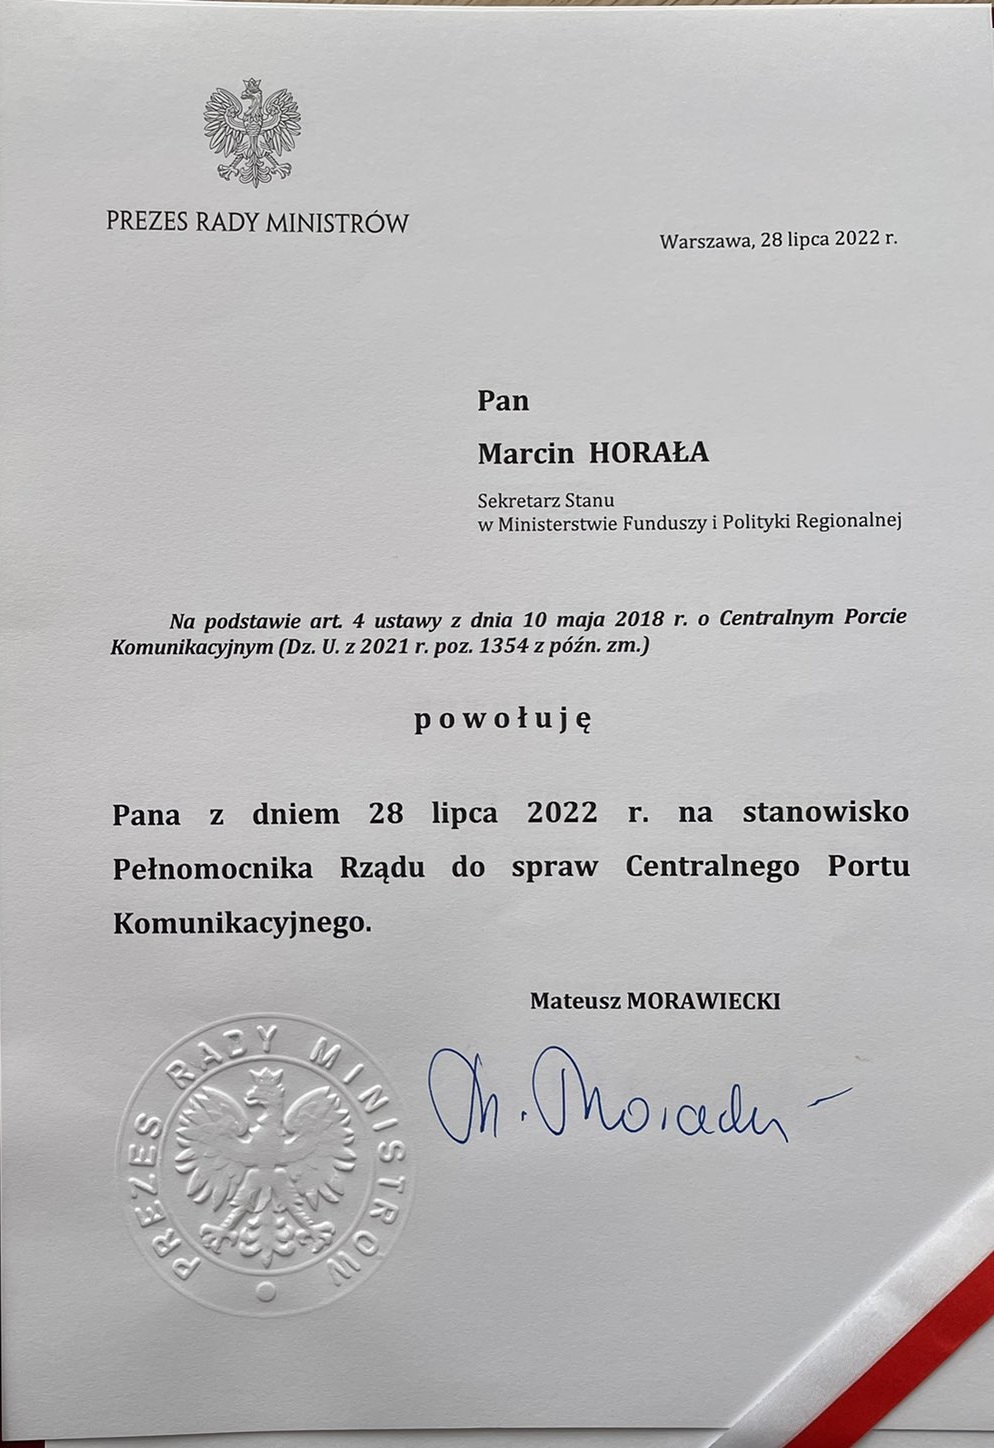 PREZES RADY MINISTRÓW
Warszawa, 28 lipca 2022 r.
Pan
Marcin HORAŁA
Sekretarz Stanu
w Ministerstwie Funduszy i Polityki Regionalnej
Na podstawie art. 4 ustawy z dnia 10 maja 2018 r. o Centralnym Porcie
Komunikacyjnym (Dz. U. z 2021 r. poz. 1354 z późn. zm.)
powołuję
Pana z dniem 28 lipca 2022 r. na stanowisko
Pełnomocnika Rządu do spraw Centralnego Portu
Komunikacyjnego.
Mateusz MORAWIECKI
PREZES RADY MINISTRÓW